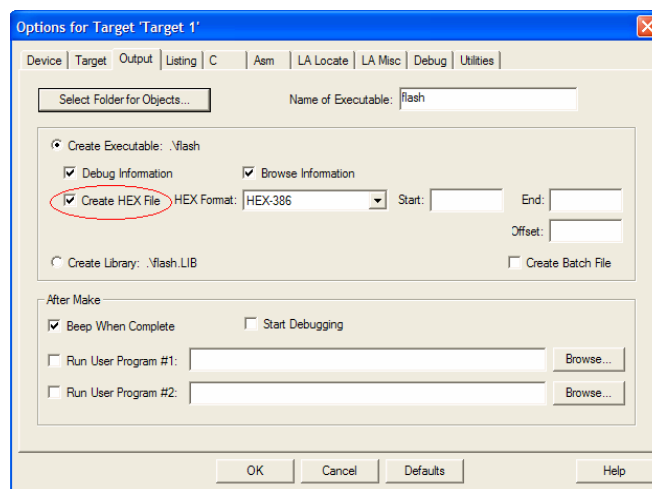 Options for Target 'Target 1'
Device Target Output Listing C Asm LA Locate LA Misc Debug Utilities
Select Folder for Objects... Name of Executable: flash
Create Executable: .\flash
Debug Information Browse Information
Create HEX File HEX Format: HEX-386 Start: End:
Offset:
Create Library: .\flash.LIB Create Batch File
After Make
Beep When Complete Start Debugging
Run User Program #1: Browse...
Run User Program #2: Browse...
OK Cancel Defaults Help